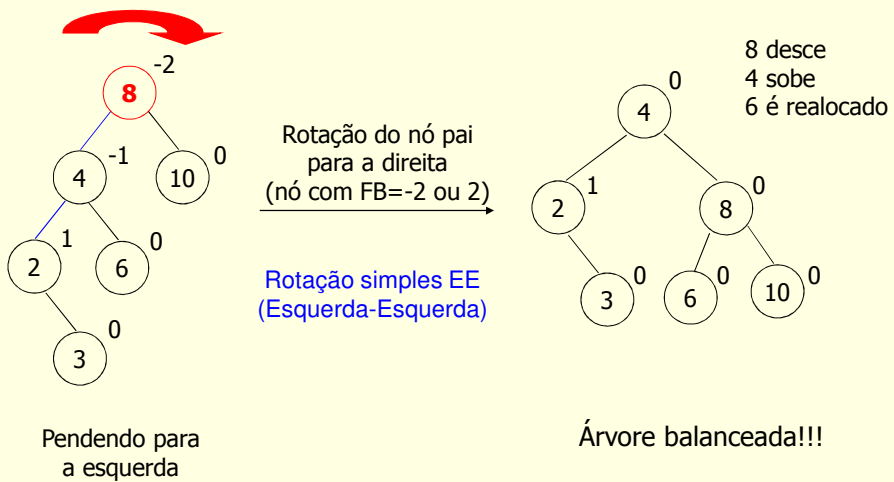 -2
8
-1
4
0
10
1
2
0
6
0
3
Pendendo para
a esquerda
Rotação do nó pai
para a direita
(nó com FB=-2 ou 2)
Rotação simples EE
(Esquerda-Esquerda)
8 desce
4 sobe
6 é realocado
0
4
1
2
0
8
0
3
0
6
0
10
Árvore balanceada!!!